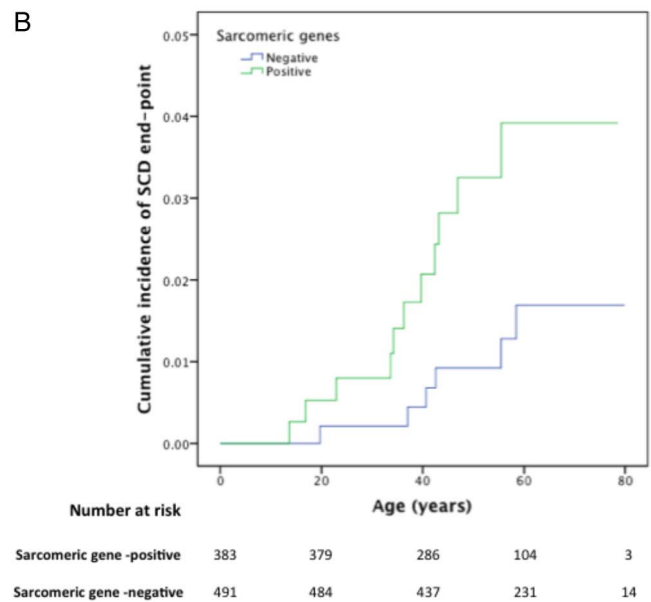 B
Sarcomeric genes
Negative
Positive
Cumulative incidence of SCD end-point
0.05
0.04
0.03
0.02
0.01
0.00
0 20 40 60 80
Age (years)
Number at risk
Sarcomeric gene -positive 383 379 286 104 3
Sarcomeric gene -negative 491 484 437 231 14